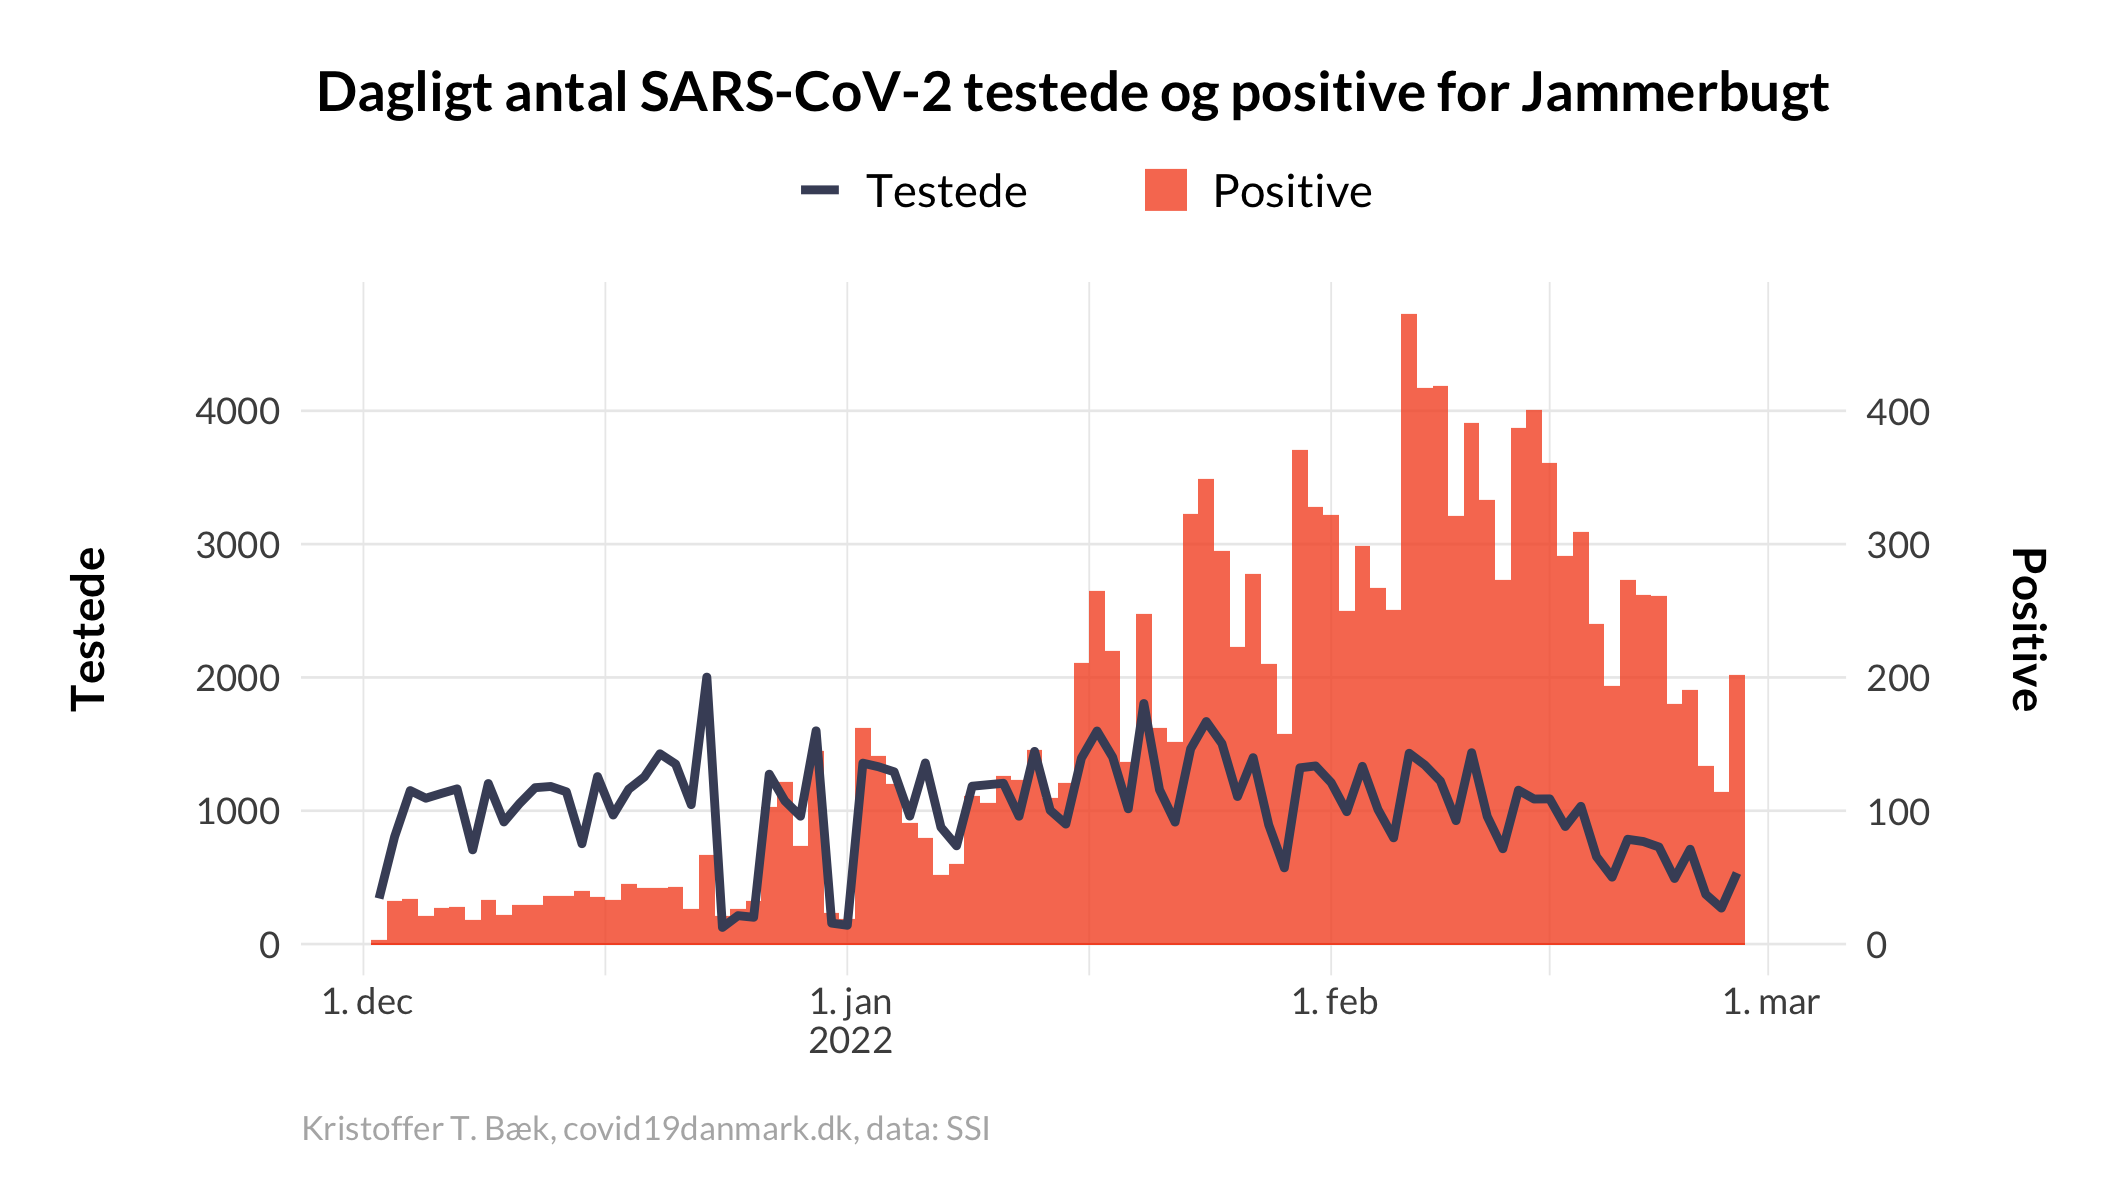 Dagligt antal SARS-CoV-2 testede og positive for Jammerbugt
Testede
Positive
Testede
4000
3000
2000
1000
0
400
300
200
100
0
Positive
1. dec
1. jan
2022
1. feb
1. mar
Kristoffer T. Bæk, covid19danmark.dk, data: SSI